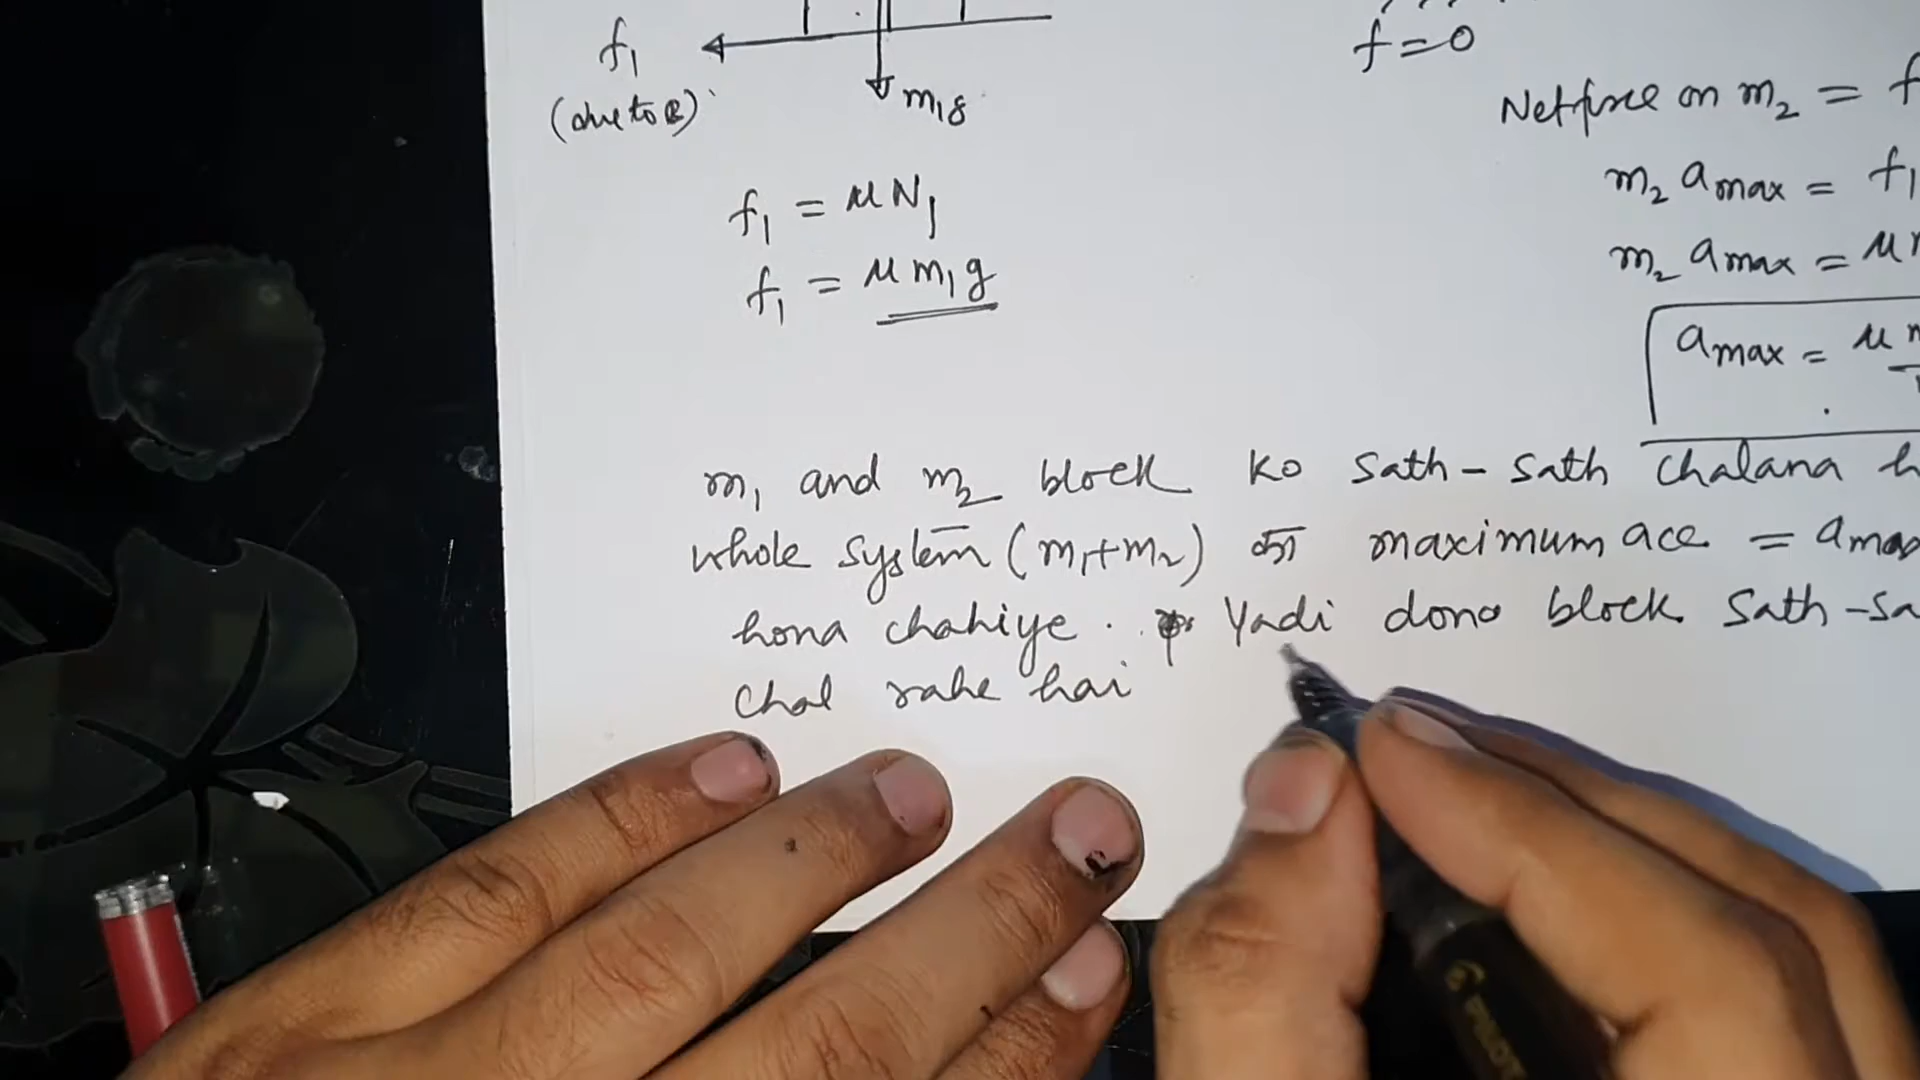 f₁
(due to 2)
m₁g
f₁ = μN₁
f₁ = μm₁g
f = 0
Net force on m₂ = f
m₂ aₘₐₓ = f₁
m₂ aₘₐₓ = μ
aₘₐₓ = μ
m₁ and m₂ block ko sath-sath chalana h
whole system (m₁+m₂) का maximum acc = aₘₐₓ
hona chahiye. Yadi dono block sath-sa
chal rahe hai